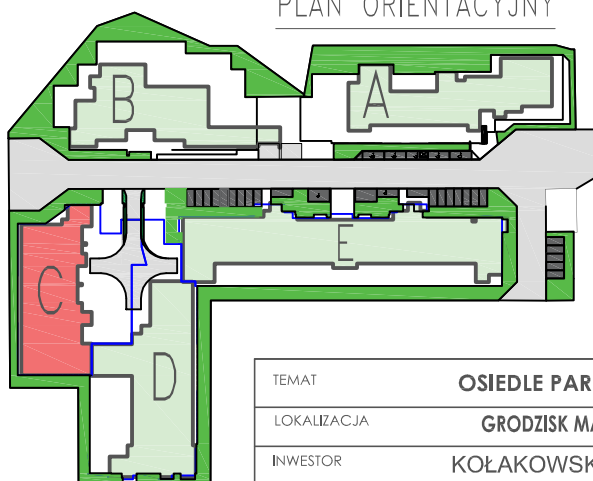 PLAN ORIENTACYJNY
B
A
E
C
D
TEMAT OSIEDLE PAR
LOKALIZACJA GRODZISK MA
INWESTOR KOŁAKOWSK